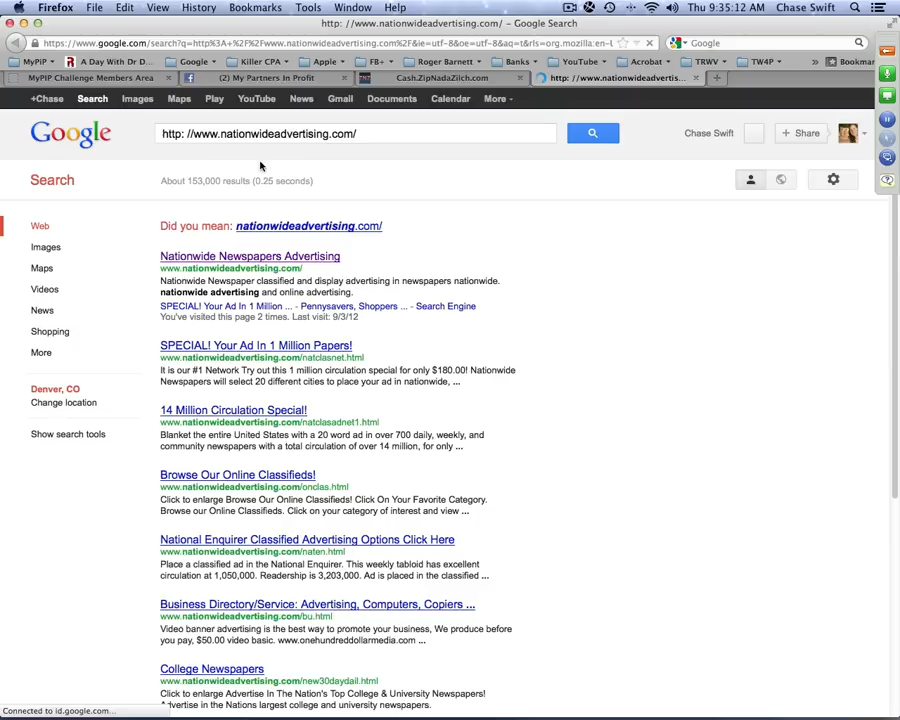 Firefox File Edit View History Bookmarks Tools Window Help Thu Aug 30 9:35:12 AM Chase Swift
http: //www.nationwideadvertising.com/ – Google Search
https://www.google.com/search?q=http%3A+%2F%2Fwww.nationwideadvertising.com%2F&ie=utf-8&oe=utf-8&aq=t&rls=org.mozilla:en-U Google
MyPiP A Day With Dr D... Google Killer CPA Apple FB+ Roger Barnett Banks YouTube Acrobat TRWV TW4P » Bookmar
MyPIP Challenge Members Area (2) My Partners In Profit Cash.ZipNadaZilch.com http: //www.nationwideadvertis...
+Chase Search Images Maps Play YouTube News Gmail Documents Calendar More
Google http: //www.nationwideadvertising.com/ Chase Swift + Share
Search About 153,000 results (0.25 seconds)
Web
Images
Maps
Videos
News
Shopping
More
Denver, CO
Change location
Show search tools
Did you mean: nationwideadvertising.com/
Nationwide Newspapers Advertising
www.nationwideadvertising.com/
Nationwide Newspaper classified and display advertising in newspapers nationwide.
nationwide advertising and online advertising.
SPECIAL! Your Ad In 1 Million ... - Pennysavers, Shoppers ... - Search Engine
You've visited this page 2 times. Last visit: 9/3/12
SPECIAL! Your Ad In 1 Million Papers!
www.nationwideadvertising.com/natclasnet.html
It is our #1 Network Try out this 1 million circulation special for only $180.00! Nationwide
Newspapers will select 20 different cities to place your ad in nationwide, ...
14 Million Circulation Special!
www.nationwideadvertising.com/natclasadnet1.html
Blanket the entire United States with a 20 word ad in over 700 daily, weekly, and
community newspapers with a total circulation of over 14 million, for only ...
Browse Our Online Classifieds!
www.nationwideadvertising.com/onclas.html
Click to enlarge Browse Our Online Classifieds! Click On Your Favorite Category.
Browse our Online Classifieds. Click on your category of interest and view ...
National Enquirer Classified Advertising Options Click Here
www.nationwideadvertising.com/naten.html
Place a classified ad in the National Enquirer. This weekly tabloid has excellent
circulation at 1,050,000. Readership is 3,203,000. Ad is placed in the classified ...
Business Directory/Service: Advertising, Computers, Copiers ...
www.nationwideadvertising.com/bu.html
Video banner advertising is the best way to promote your business, We produce before
you pay, $50.00 video basic. www.onehundreddollarmedia.com ...
College Newspapers
www.nationwideadvertising.com/new30daydail.html
Click to enlarge Advertise In The Nation's Top College & University Newspapers!
Advertise in the Nations largest college and university newspapers.
Connected to id.google.com...